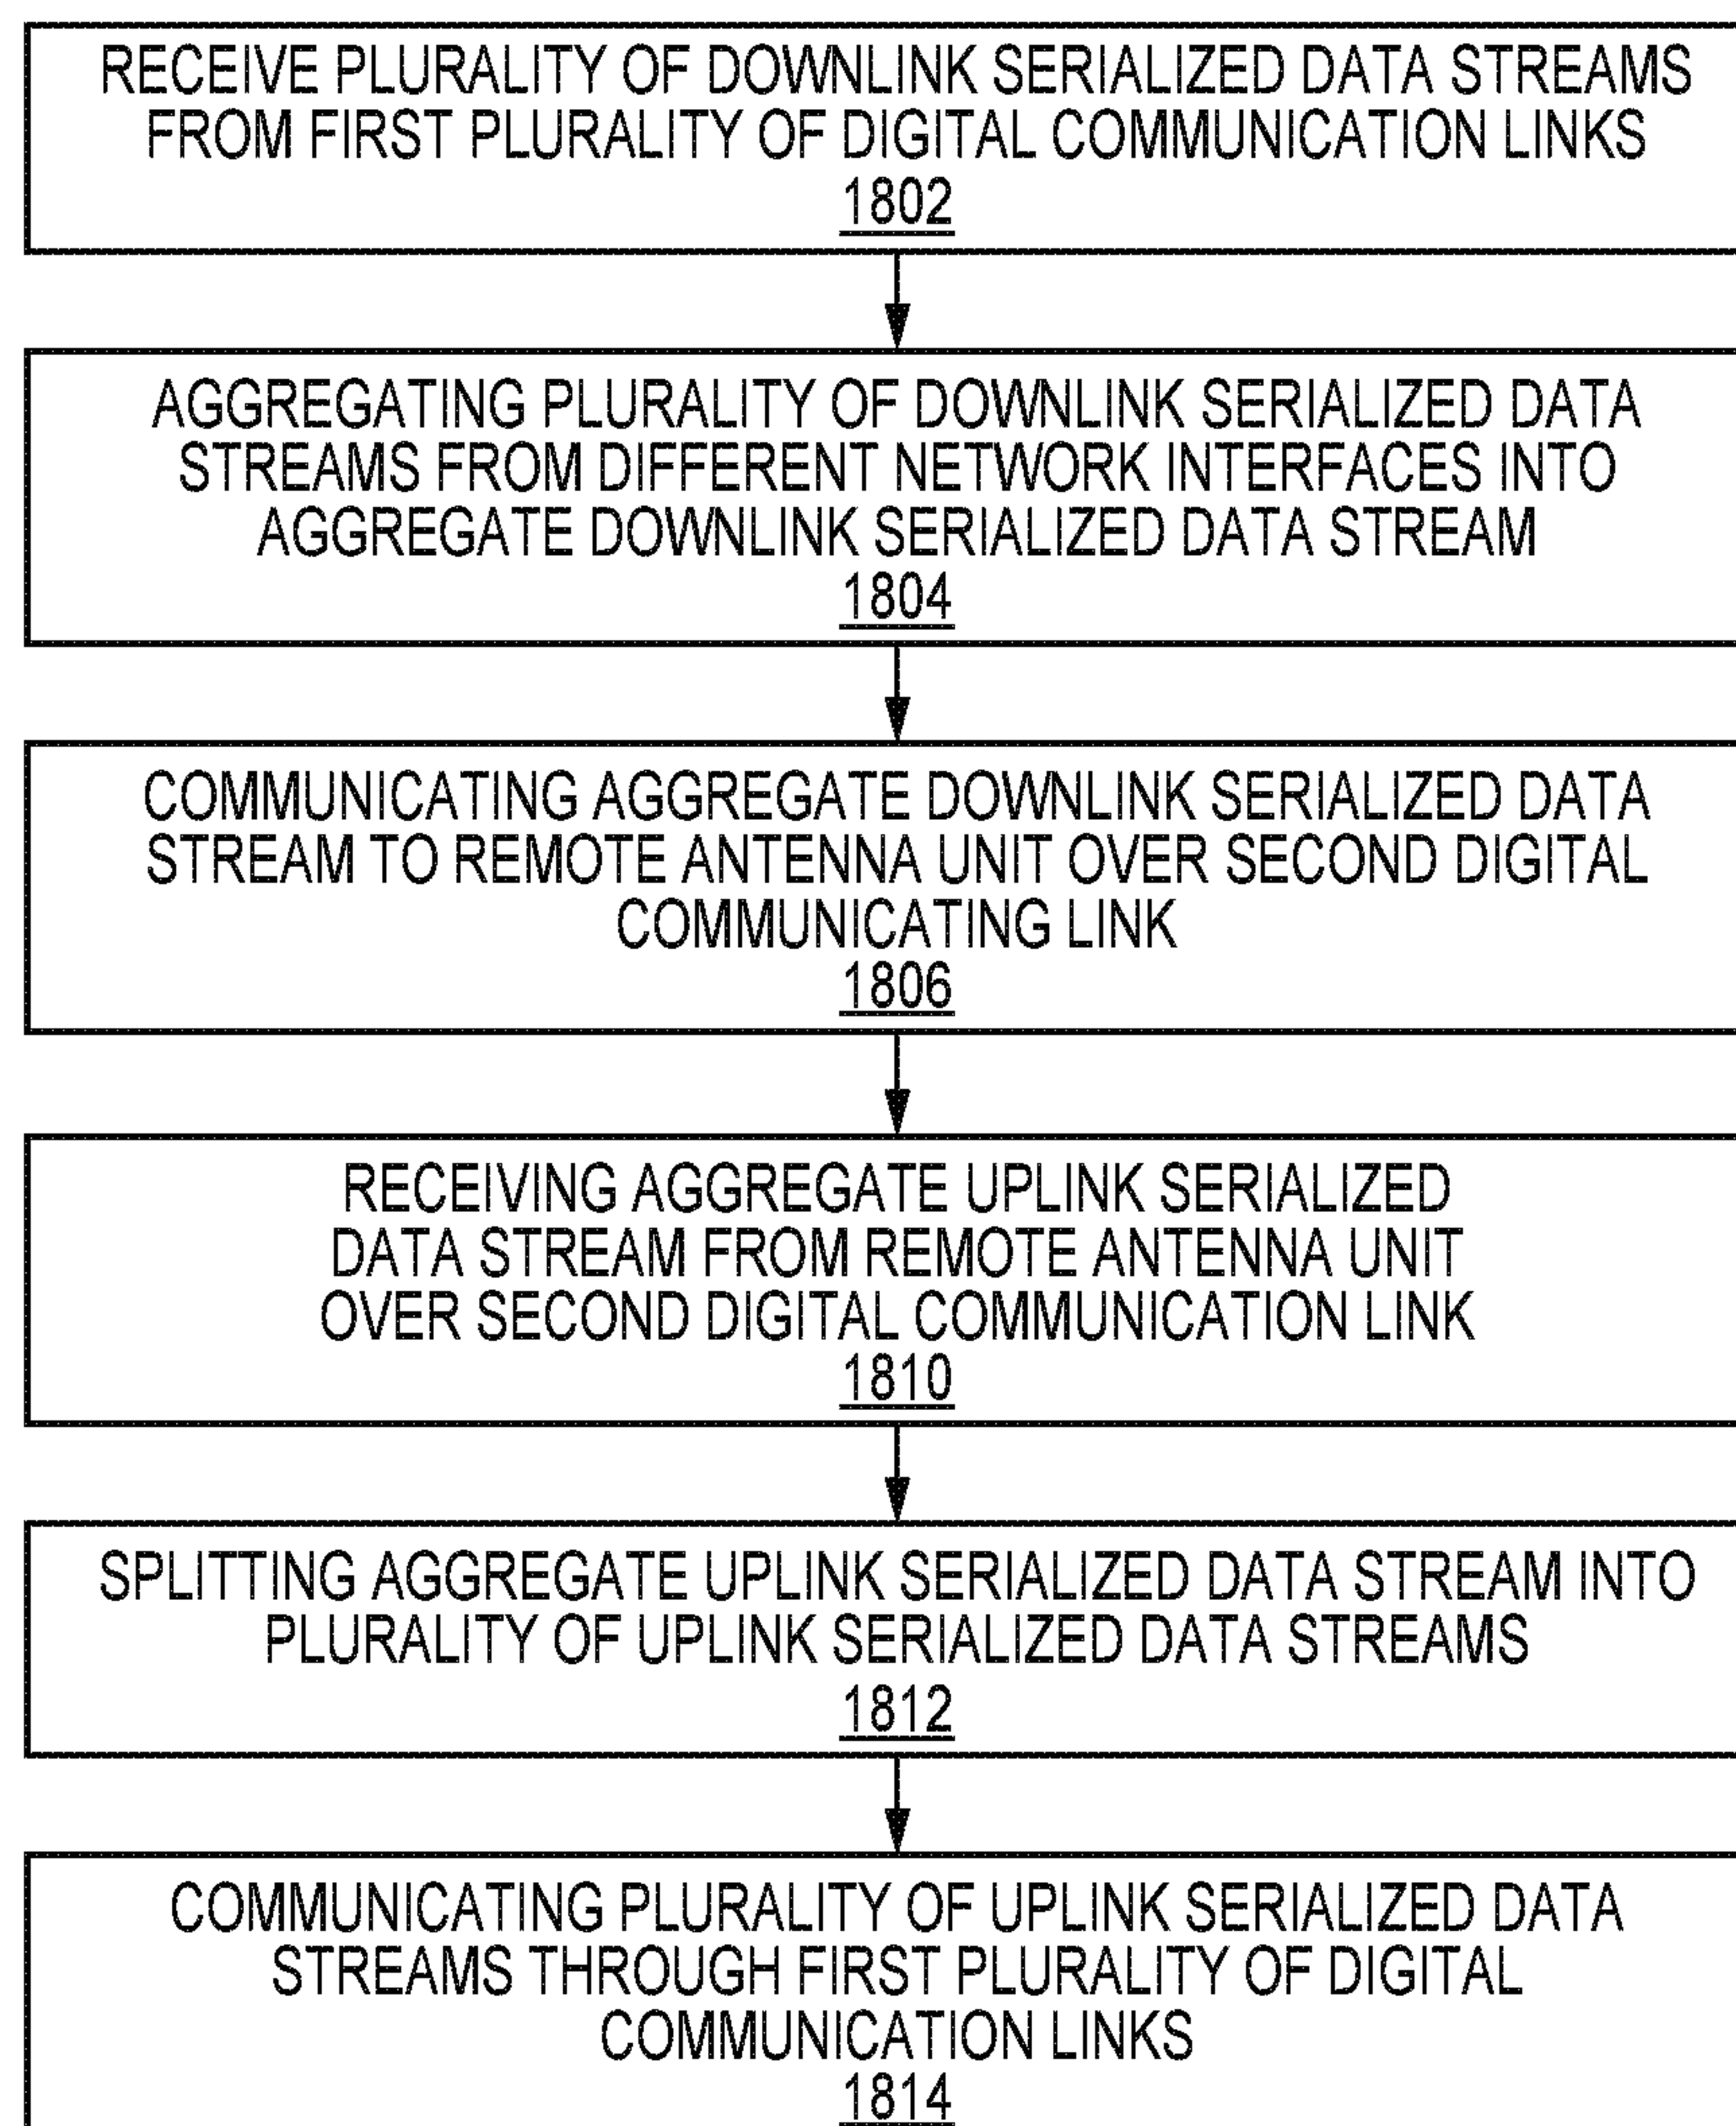 RECEIVE PLURALITY OF DOWNLINK SERIALIZED DATA STREAMS
FROM FIRST PLURALITY OF DIGITAL COMMUNICATION LINKS
1802
AGGREGATING PLURALITY OF DOWNLINK SERIALIZED DATA
STREAMS FROM DIFFERENT NETWORK INTERFACES INTO
AGGREGATE DOWNLINK SERIALIZED DATA STREAM
1804
COMMUNICATING AGGREGATE DOWNLINK SERIALIZED DATA
STREAM TO REMOTE ANTENNA UNIT OVER SECOND DIGITAL
COMMUNICATING LINK
1806
RECEIVING AGGREGATE UPLINK SERIALIZED
DATA STREAM FROM REMOTE ANTENNA UNIT
OVER SECOND DIGITAL COMMUNICATION LINK
1810
SPLITTING AGGREGATE UPLINK SERIALIZED DATA STREAM INTO
PLURALITY OF UPLINK SERIALIZED DATA STREAMS
1812
COMMUNICATING PLURALITY OF UPLINK SERIALIZED DATA
STREAMS THROUGH FIRST PLURALITY OF DIGITAL
COMMUNICATION LINKS
1814